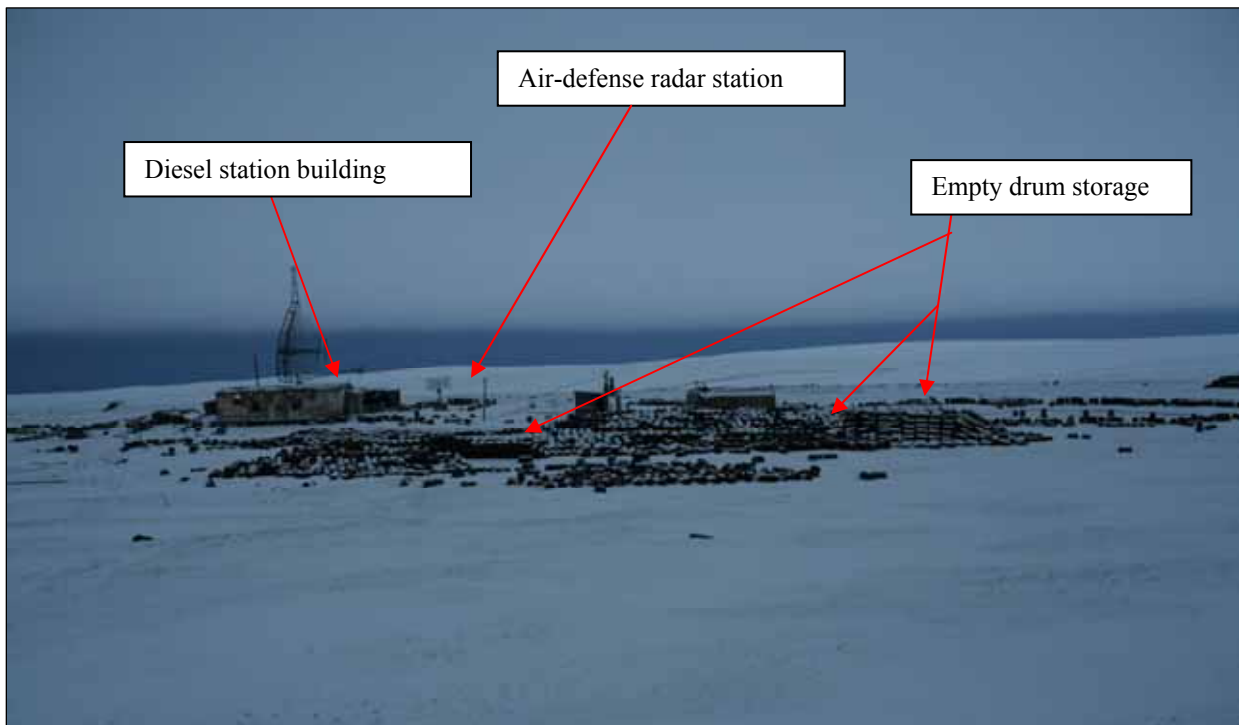 Air-defense radar station
Diesel station building
Empty drum storage